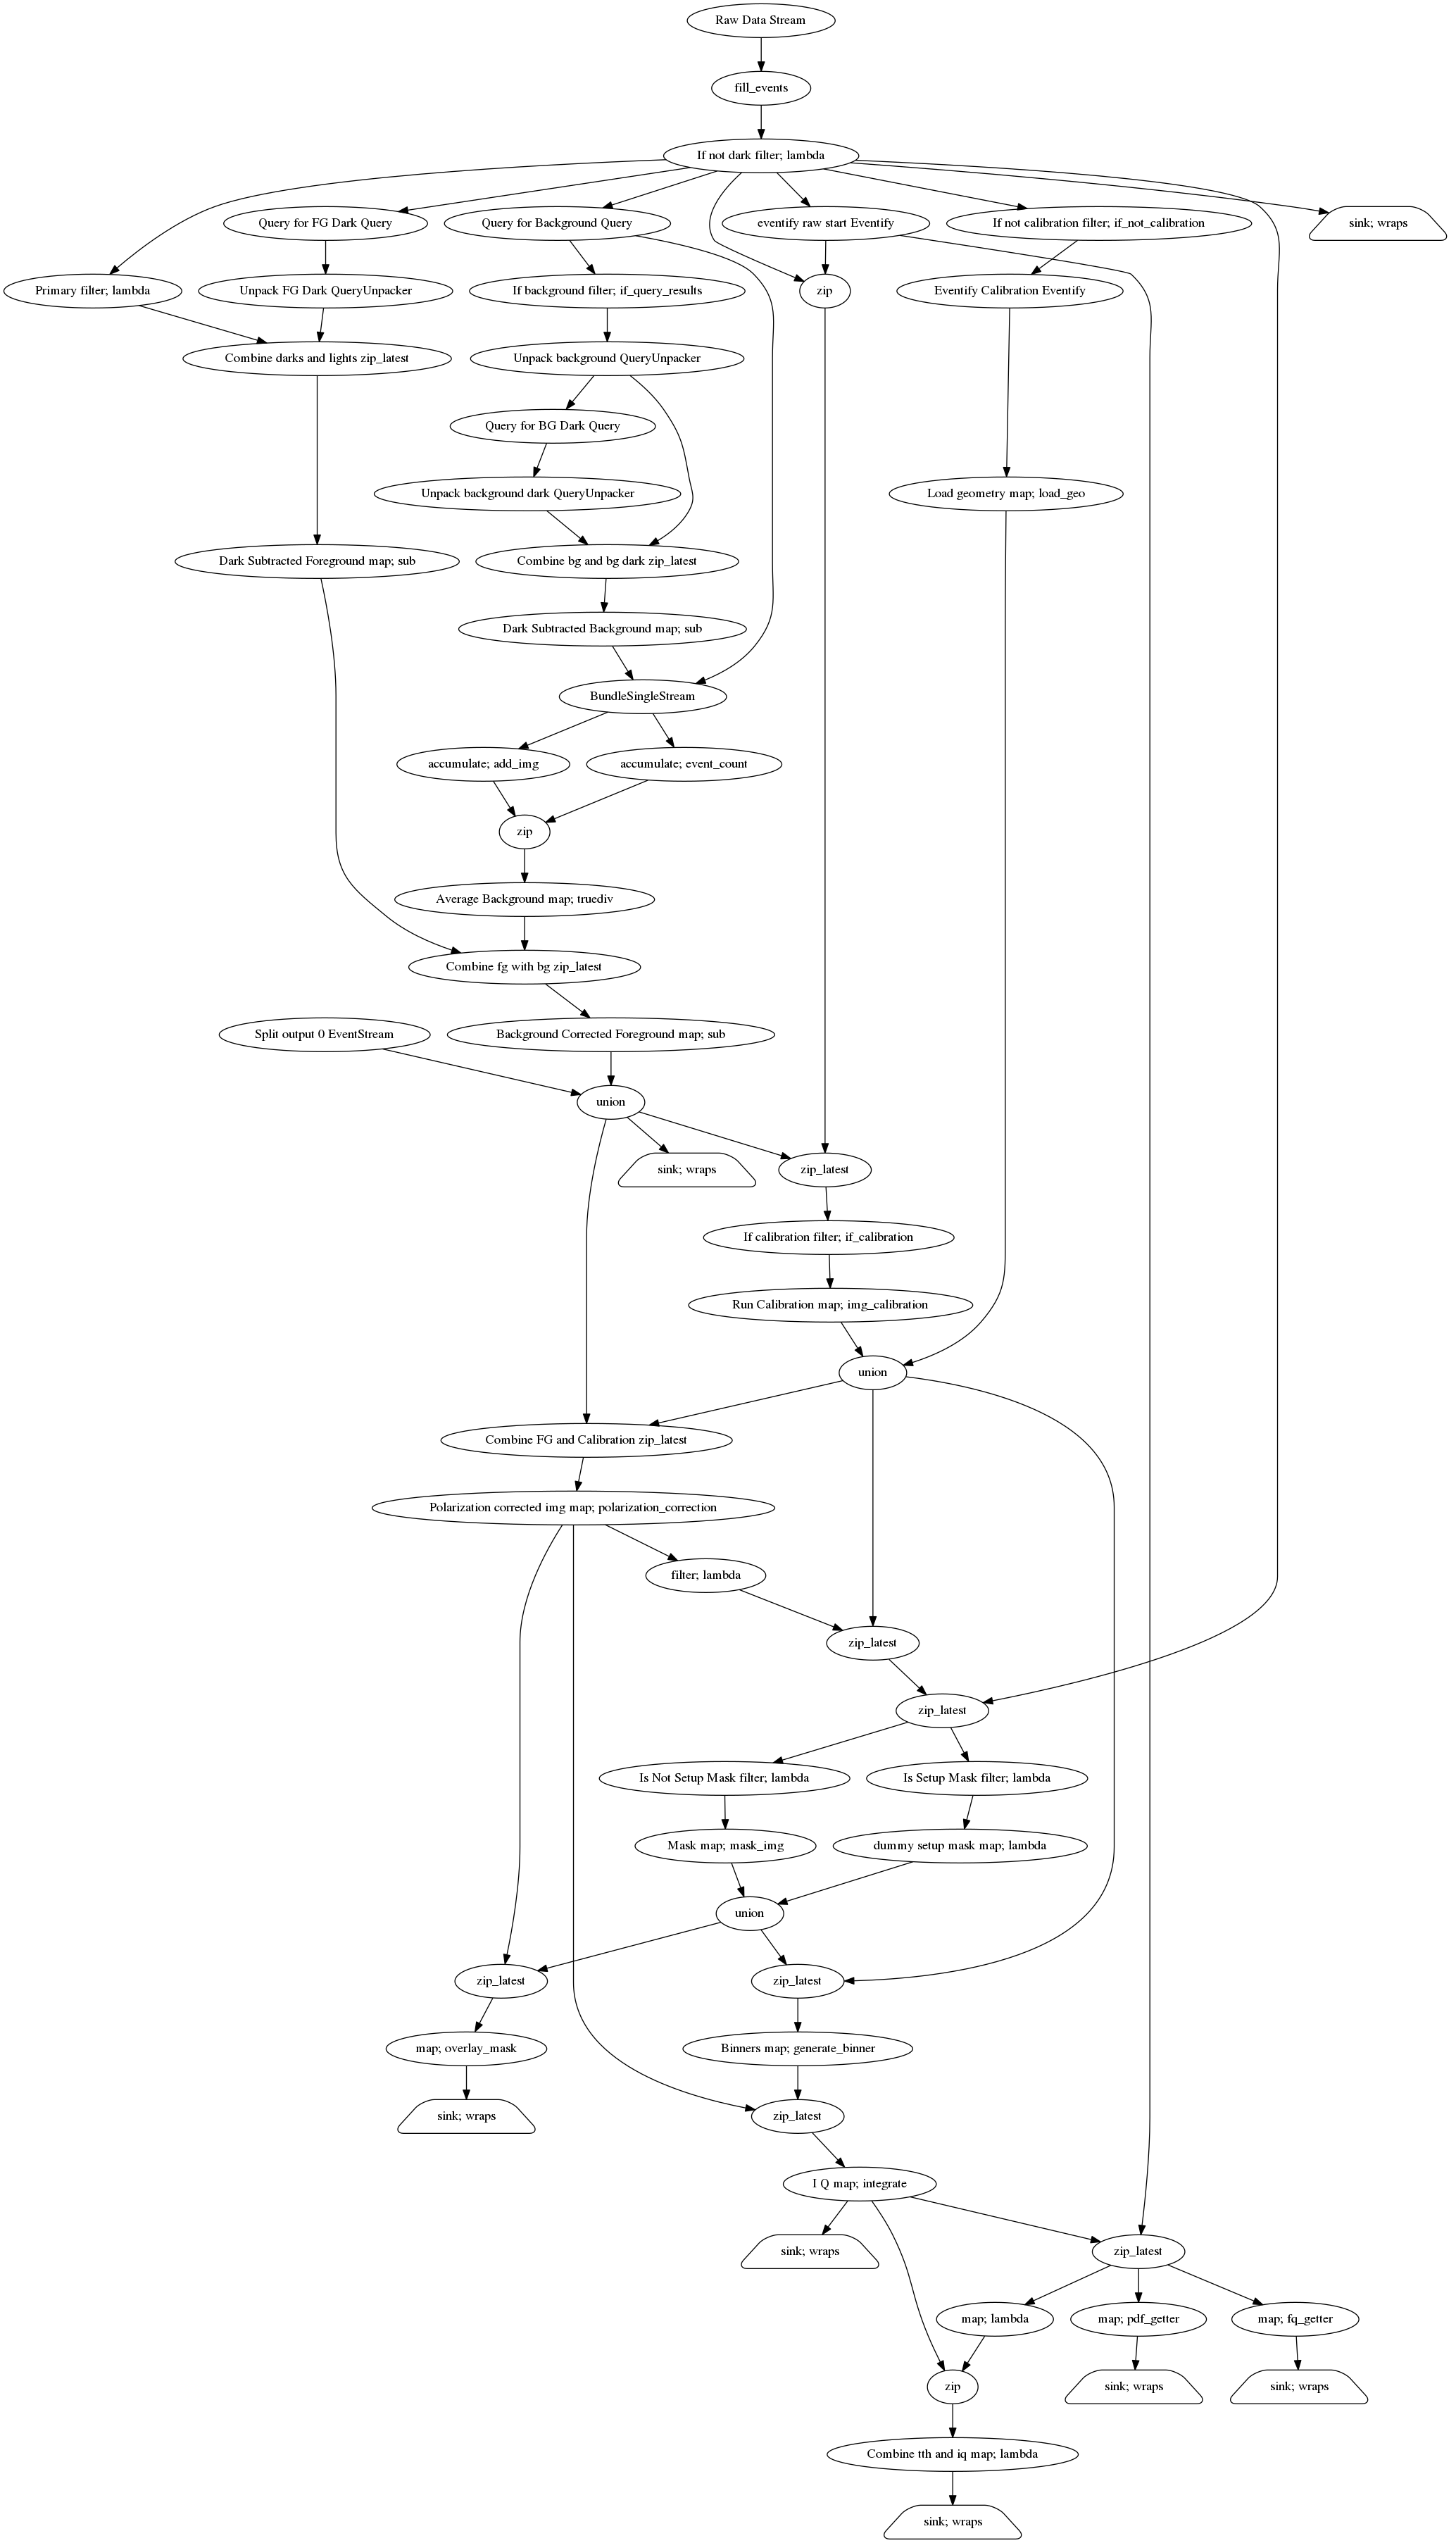 Raw Data Stream
fill_events
If not dark filter; lambda
Query for FG Dark Query
Query for Background Query
eventify raw start Eventify
If not calibration filter; if_not_calibration
sink; wraps
Primary filter; lambda
Unpack FG Dark QueryUnpacker
If background filter; if_query_results
zip
Eventify Calibration Eventify
Combine darks and lights zip_latest
Unpack background QueryUnpacker
Query for BG Dark Query
Unpack background dark QueryUnpacker
Load geometry map; load_geo
Dark Subtracted Foreground map; sub
Combine bg and bg dark zip_latest
Dark Subtracted Background map; sub
BundleSingleStream
accumulate; add_img
accumulate; event_count
zip
Average Background map; truediv
Combine fg with bg zip_latest
Split output 0 EventStream
Background Corrected Foreground map; sub
union
sink; wraps
zip_latest
If calibration filter; if_calibration
Run Calibration map; img_calibration
union
Combine FG and Calibration zip_latest
Polarization corrected img map; polarization_correction
filter; lambda
zip_latest
zip_latest
Is Not Setup Mask filter; lambda
Is Setup Mask filter; lambda
Mask map; mask_img
dummy setup mask map; lambda
union
zip_latest
zip_latest
map; overlay_mask
Binners map; generate_binner
sink; wraps
zip_latest
I Q map; integrate
sink; wraps
zip_latest
map; lambda
map; pdf_getter
map; fq_getter
zip
sink; wraps
sink; wraps
Combine tth and iq map; lambda
sink; wraps